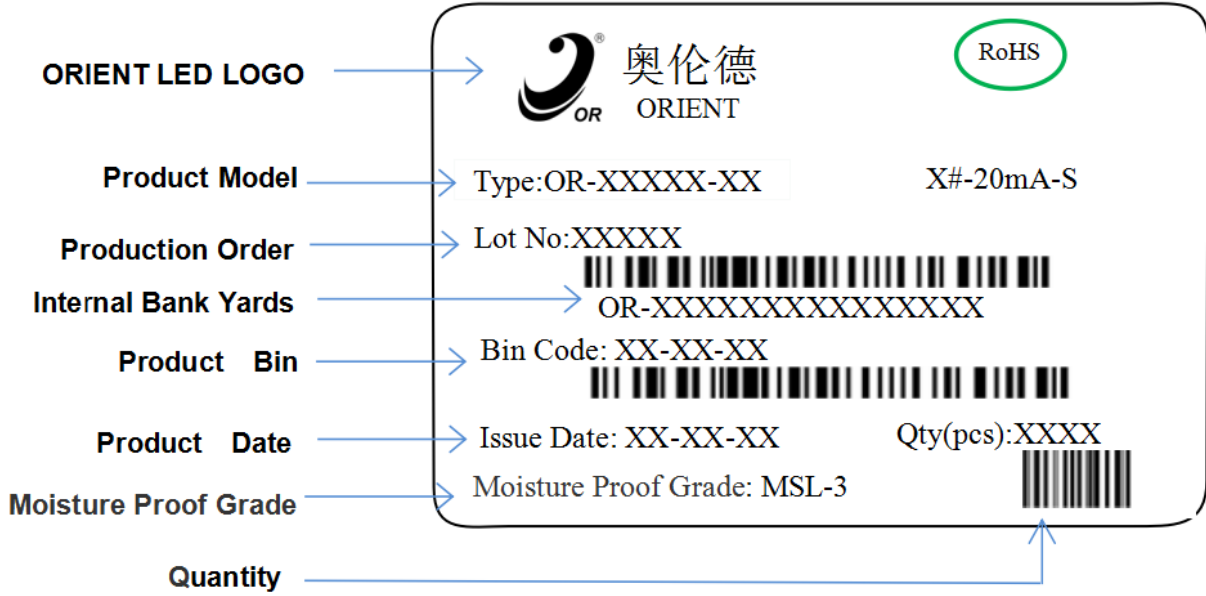 ORIENT LED LOGO
® 奥伦德
OR ORIENT
RoHS
Product Model
Type:OR-XXXXX-XX X#-20mA-S
Production Order
Lot No:XXXXX
Internal Bank Yards
OR-XXXXXXXXXXXXXXX
Product Bin
Bin Code: XX-XX-XX
Product Date
Issue Date: XX-XX-XX Qty(pcs):XXXX
Moisture Proof Grade
Moisture Proof Grade: MSL-3
Quantity